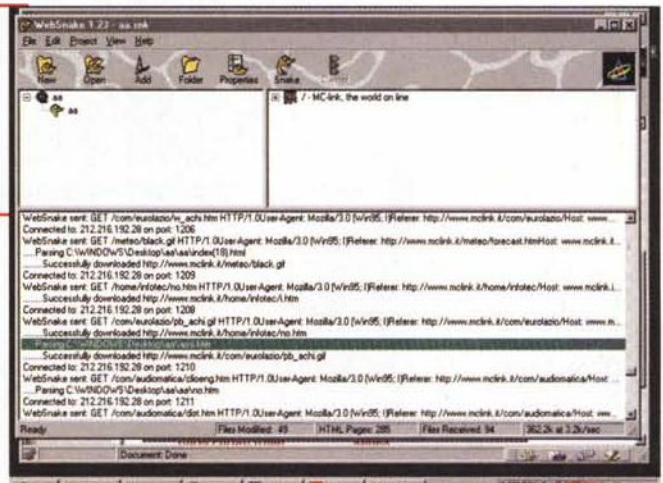 WebSnake 1.23 - aa.snk
File Edit Project View Help
New Open Add Folder Properties Snake
aa
aa
/ - MC-link, the world on line
WebSnake sent: GET /com/eurolazio/w_achi.htm HTTP/1.0User-Agent: Mozilla/3.0 (Win95; I)Referer: http://www.mclink.it/com/eurolazio/Host: www...
Connected to: 212.216.192.28 on port: 1206
WebSnake sent: GET /meteo/black.gif HTTP/1.0User-Agent: Mozilla/3.0 (Win95; I)Referer: http://www.mclink.it/meteo/forecast.htmHost: www...
....Parsing C:\WINDOWS\Desktop\aa\aa\index(18).html
........Successfully downloaded http://www.mclink.it/meteo/black.gif
Connected to: 212.216.192.28 on port: 1209
WebSnake sent: GET /home/infotec/no.htm HTTP/1.0User-Agent: Mozilla/3.0 (Win95; I)Referer: http://www.mclink.it/home/infotec/Host: www.mclink.i...
........Successfully downloaded http://www.mclink.it/home/infotec/l.htm
Connected to: 212.216.192.28 on port: 1208
WebSnake sent: GET /com/eurolazio/pb_achi.gif HTTP/1.0User-Agent: Mozilla/3.0 (Win95; I)Referer: http://www.mclink.it/com/eurolazio/Host: www.m...
........Successfully downloaded http://www.mclink.it/home/infotec/no.htm
....Parsing
........Successfully downloaded http://www.mclink.it/com/eurolazio/pb_achi.gif
Connected to: 212.216.192.28 on port: 1210
WebSnake sent: GET /com/audiomatica/clioeng.htm HTTP/1.0User-Agent: Mozilla/3.0 (Win95; I)Referer: http://www.mclink.it/com/audiomatica/Host: ...
....Parsing C:\WINDOWS\Desktop\aa\aa\no.htm
Connected to: 212.216.192.28 on port: 1211
WebSnake sent: GET /com/audiomatica/dist.htm HTTP/1.0User-Agent: Mozilla/3.0 (Win95; I)Referer: http://www.mclink.it/com/audiomatica/Host: ww...
Ready Files Modified: 49 HTML Pages: 285 Files Received: 94 362.2k at 3.2k/sec
Document: Done